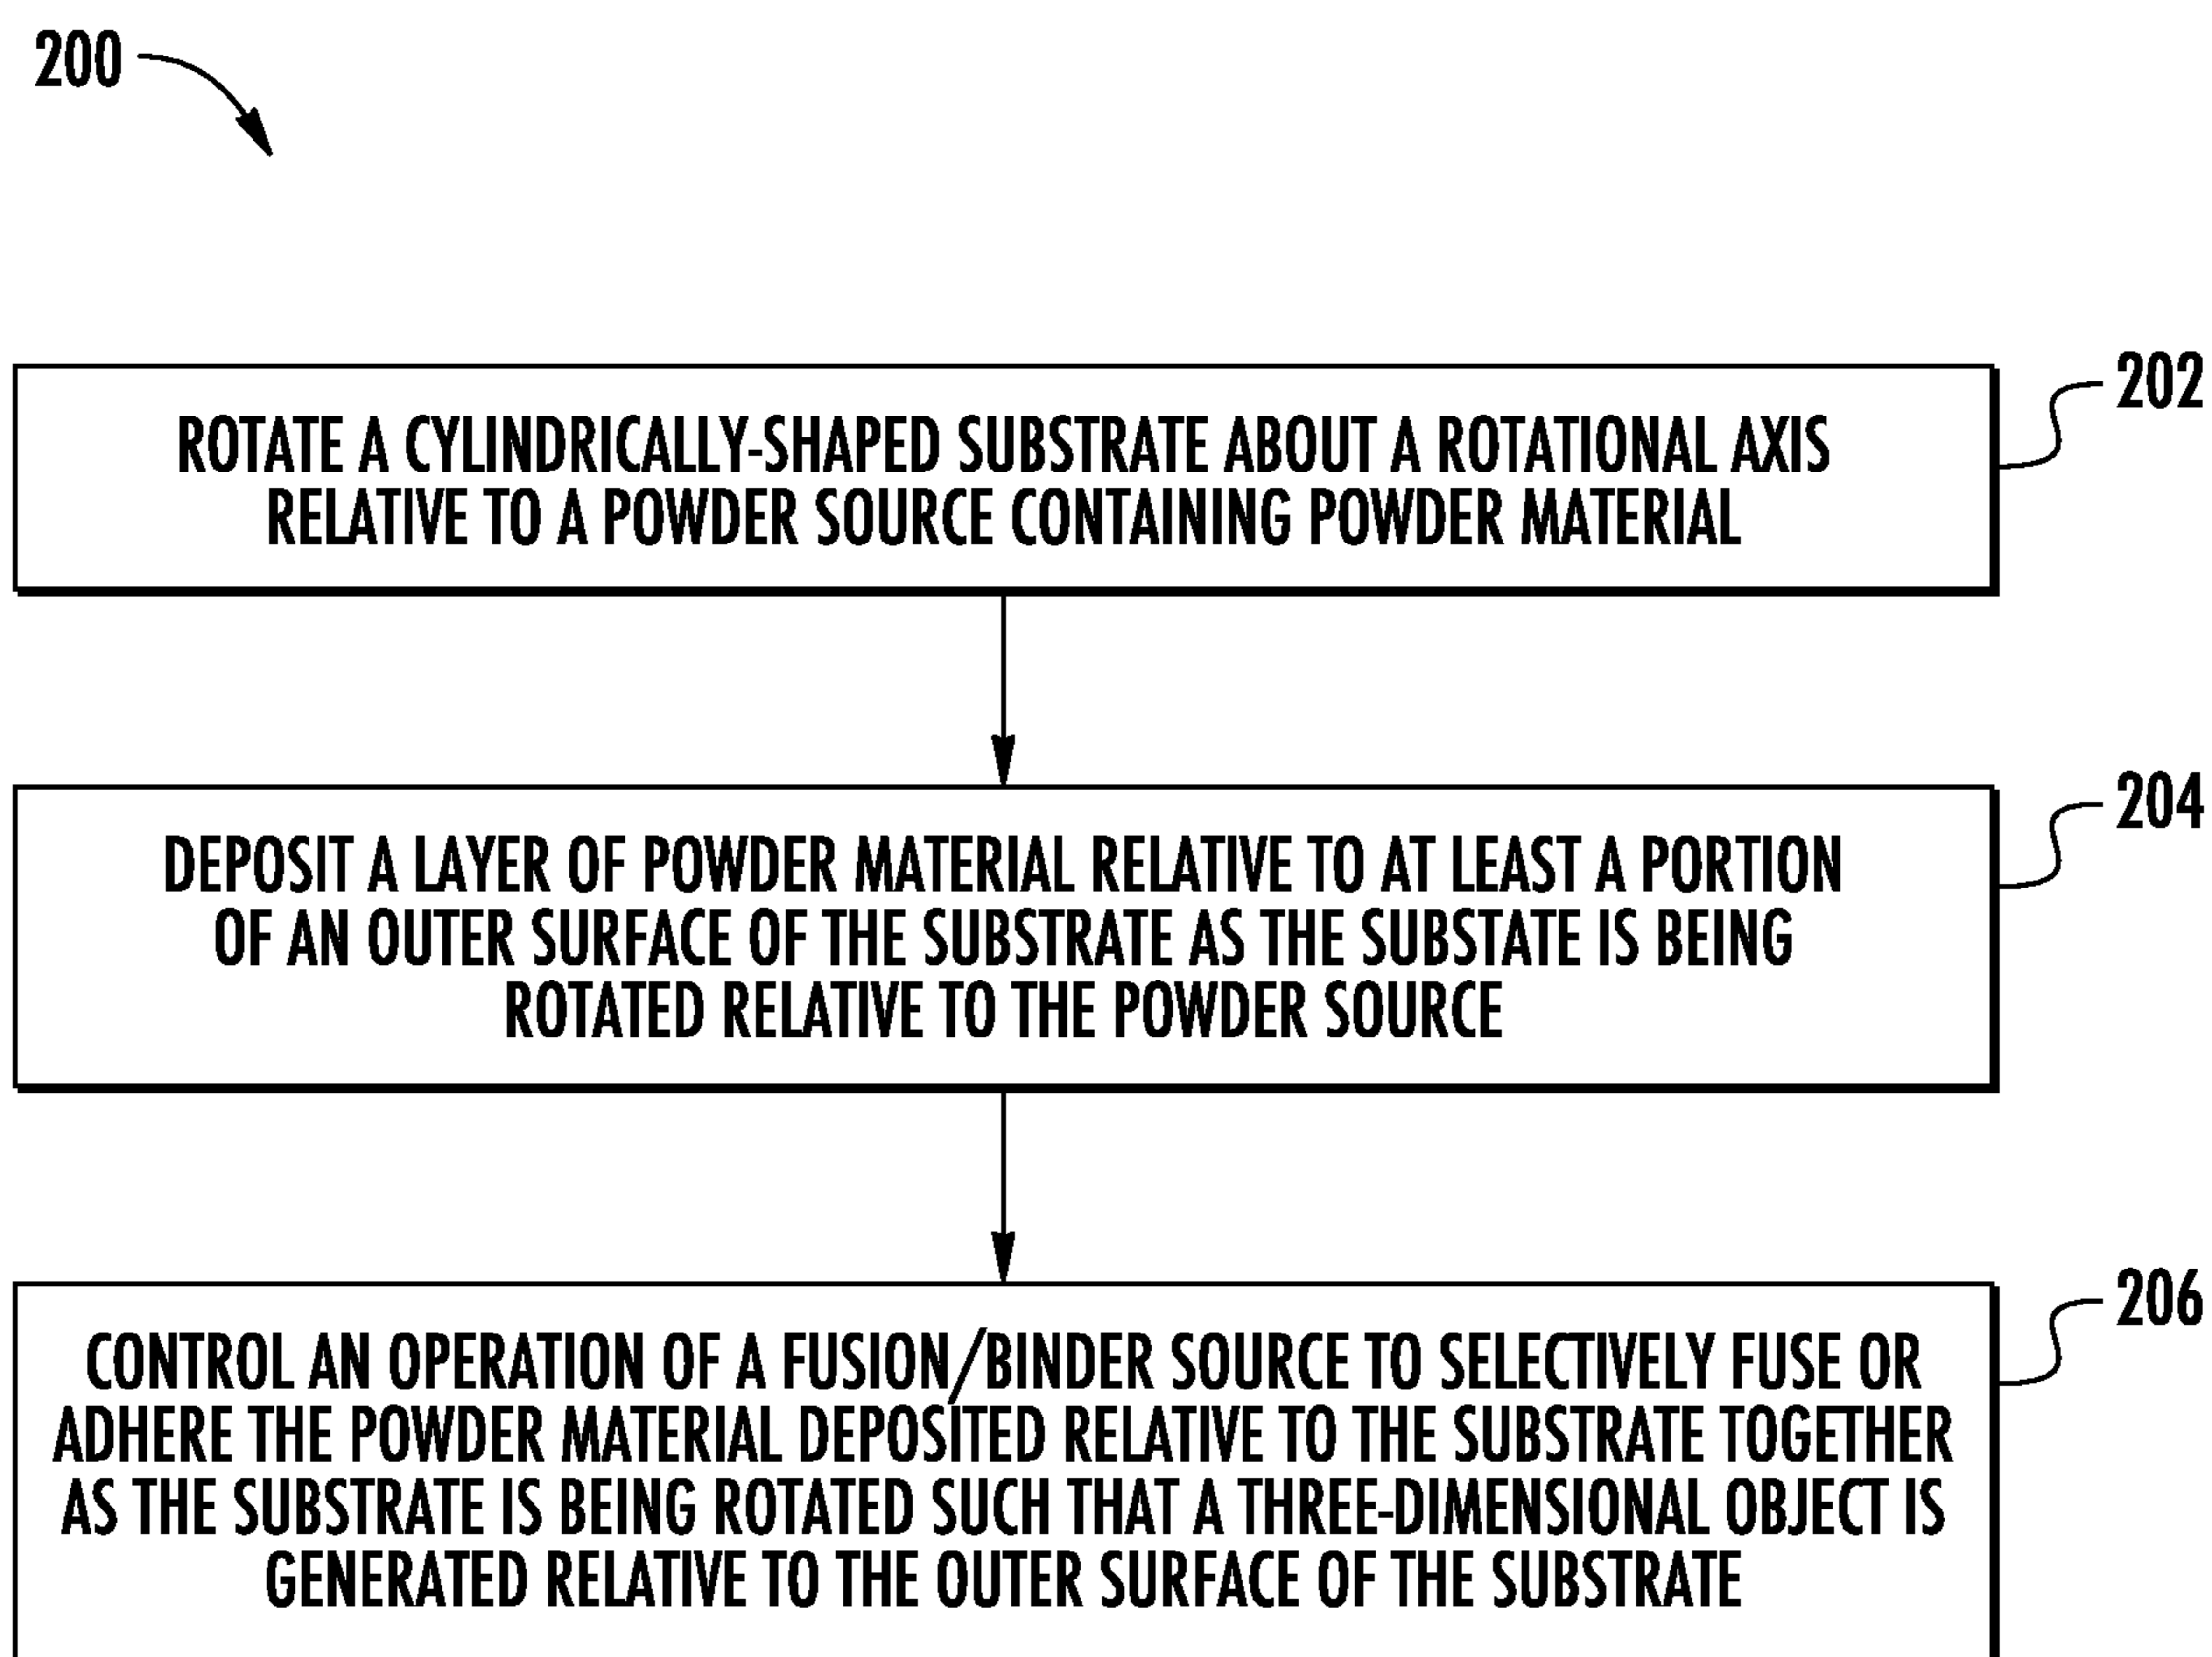 200
202
ROTATE A CYLINDRICALLY-SHAPED SUBSTRATE ABOUT A ROTATIONAL AXIS
RELATIVE TO A POWDER SOURCE CONTAINING POWDER MATERIAL
204
DEPOSIT A LAYER OF POWDER MATERIAL RELATIVE TO AT LEAST A PORTION
OF AN OUTER SURFACE OF THE SUBSTRATE AS THE SUBSTATE IS BEING
ROTATED RELATIVE TO THE POWDER SOURCE
206
CONTROL AN OPERATION OF A FUSION/BINDER SOURCE TO SELECTIVELY FUSE OR
ADHERE THE POWDER MATERIAL DEPOSITED RELATIVE TO THE SUBSTRATE TOGETHER
AS THE SUBSTRATE IS BEING ROTATED SUCH THAT A THREE-DIMENSIONAL OBJECT IS
GENERATED RELATIVE TO THE OUTER SURFACE OF THE SUBSTRATE